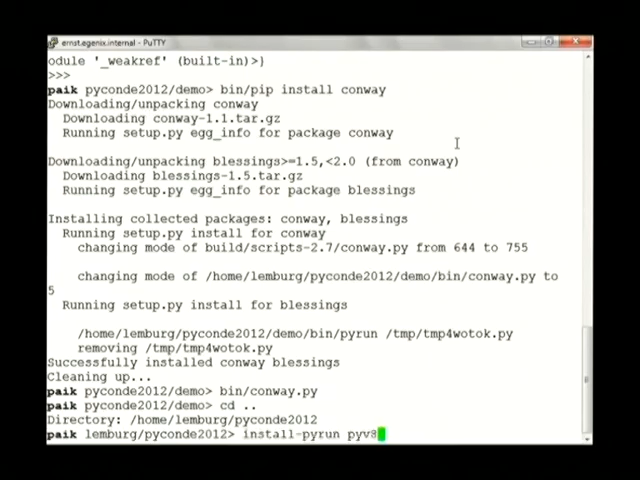 ernst.egenix.internal - PuTTY
odule '_weakref' (built-in)>}
>>>
paik pyconde2012/demo> bin/pip install conway
Downloading/unpacking conway
Downloading conway-1.1.tar.gz
Running setup.py egg_info for package conway
Downloading/unpacking blessings>=1.5,<2.0 (from conway)
Downloading blessings-1.5.tar.gz
Running setup.py egg_info for package blessings
Installing collected packages: conway, blessings
Running setup.py install for conway
changing mode of build/scripts-2.7/conway.py from 644 to 755
changing mode of /home/lemburg/pyconde2012/demo/bin/conway.py to
5
Running setup.py install for blessings
/home/lemburg/pyconde2012/demo/bin/pyrun /tmp/tmp4wotok.py
removing /tmp/tmp4wotok.py
Successfully installed conway blessings
Cleaning up...
paik pyconde2012/demo> bin/conway.py
paik pyconde2012/demo> cd ..
Directory: /home/lemburg/pyconde2012
paik lemburg/pyconde2012> install-pyrun pyv8